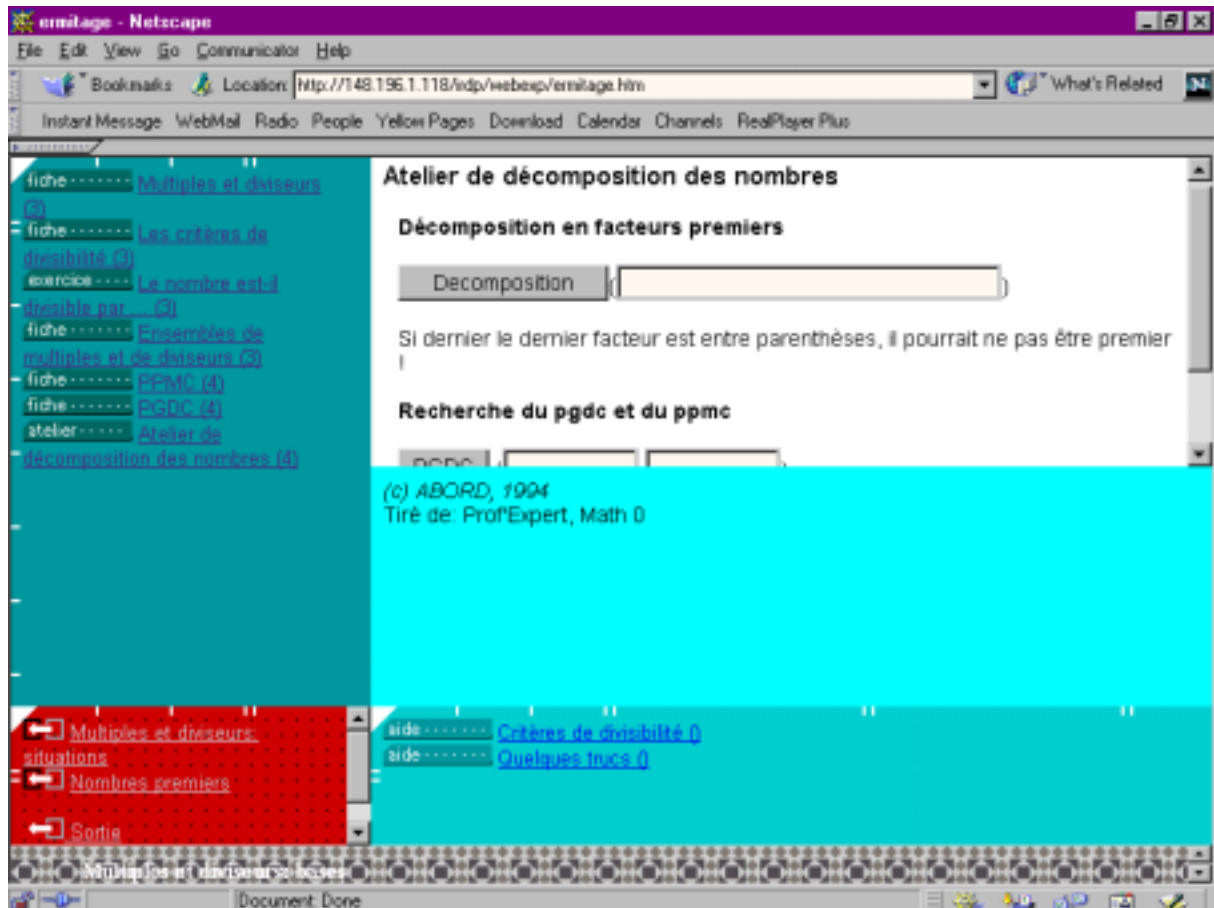 ermitage - Netscape
File Edit View Go Communicator Help
Bookmarks Location: http://148.196.1.118/irdp/webexp/ermitage.htm What's Related N
Instant Message WebMail Radio People Yellow Pages Download Calendar Channels RealPlayer Plus
fiche Multiples et diviseurs
(3)
fiche Les critères de
divisibilité (3)
exercice Le nombre est-il
divisible par ... (3)
fiche Ensembles de
multiples et de diviseurs (3)
fiche PPMC (4)
fiche PGDC (4)
atelier Atelier de
décomposition des nombres (4)
Atelier de décomposition des nombres
Décomposition en facteurs premiers
Decomposition ( )
Si dernier le dernier facteur est entre parenthèses, il pourrait ne pas être premier
!
Recherche du pgdc et du ppmc
PGDC (
(c) ABORD, 1994
Tiré de: Prof'Expert, Math 0
Multiples et diviseurs:
situations
Nombres premiers
Sortie
aide Critères de divisibilité ()
aide Quelques trucs ()
Multiples et diviseurs: bases
Document: Done